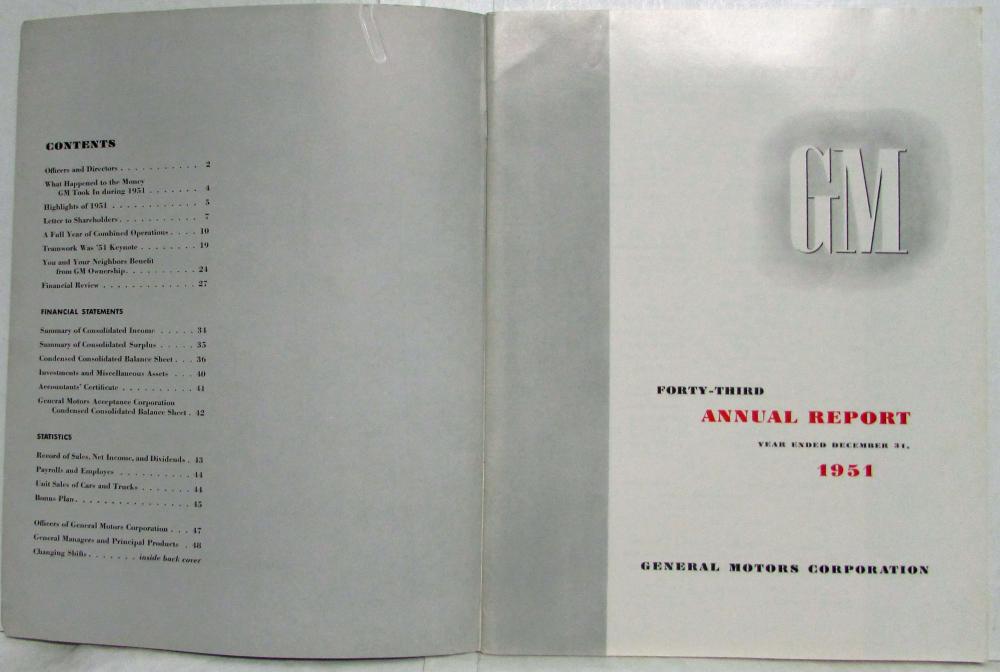 CONTENTS
Officers and Directors . . . . . . . . . . 2
What Happened to the Money
GM Took In during 1951 . . . . . . . 4
Highlights of 1951 . . . . . . . . . . . 5
Letter to Shareholders . . . . . . . . . . 7
A Full Year of Combined Operations . . . . 10
Teamwork Was '51 Keynote . . . . . . . . 19
You and Your Neighbors Benefit
from GM Ownership . . . . . . . . . . 24
Financial Review . . . . . . . . . . . . 27
FINANCIAL STATEMENTS
Summary of Consolidated Income . . . . . 34
Summary of Consolidated Surplus . . . . . 35
Condensed Consolidated Balance Sheet . . . 36
Investments and Miscellaneous Assets . . . 40
Accountants' Certificate . . . . . . . . . . 41
General Motors Acceptance Corporation
Condensed Consolidated Balance Sheet . 42
STATISTICS
Record of Sales, Net Income, and Dividends . 43
Payrolls and Employes . . . . . . . . . 44
Unit Sales of Cars and Trucks . . . . . . . 44
Bonus Plan . . . . . . . . . . . . . . . 45
Officers of General Motors Corporation . . . 47
General Managers and Principal Products . 48
Changing Shifts . . . . . . . inside back cover
GM
FORTY-THIRD
ANNUAL REPORT
YEAR ENDED DECEMBER 31,
1951
GENERAL MOTORS CORPORATION